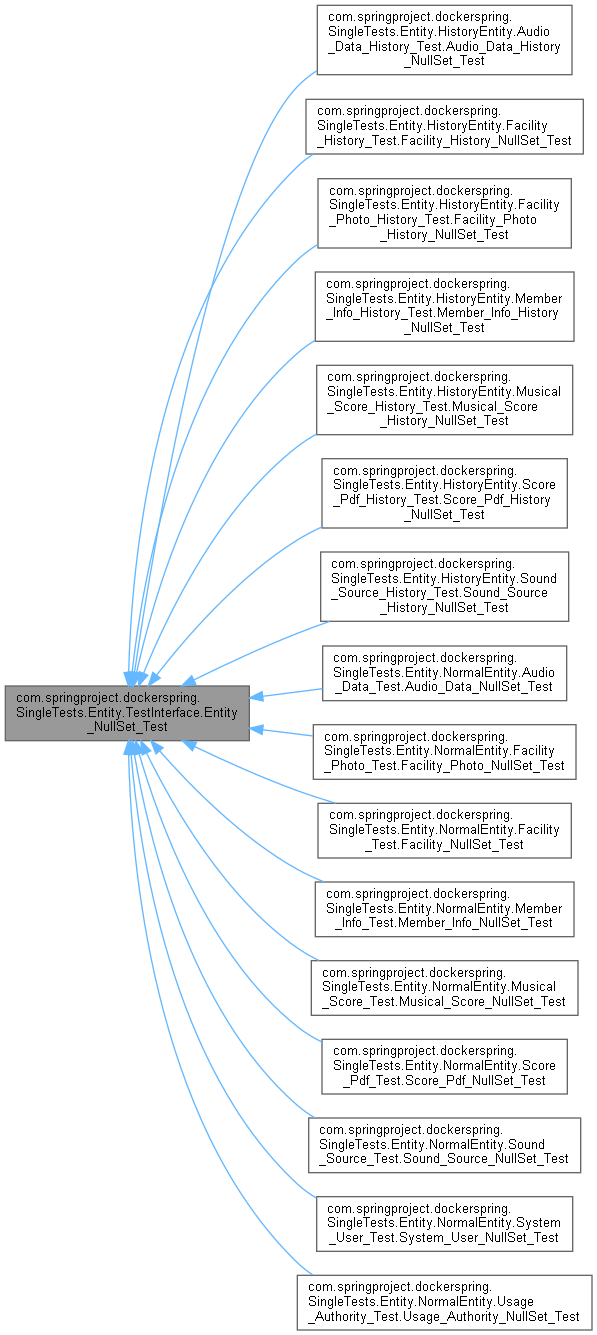 com.springproject.dockerspring.
SingleTests.Entity.HistoryEntity.Audio
_Data_History_Test.Audio_Data_History
_NullSet_Test
com.springproject.dockerspring.
SingleTests.Entity.HistoryEntity.Facility
_History_Test.Facility_History_NullSet_Test
com.springproject.dockerspring.
SingleTests.Entity.HistoryEntity.Facility
_Photo_History_Test.Facility_Photo
_History_NullSet_Test
com.springproject.dockerspring.
SingleTests.Entity.HistoryEntity.Member
_Info_History_Test.Member_Info_History
_NullSet_Test
com.springproject.dockerspring.
SingleTests.Entity.HistoryEntity.Musical
_Score_History_Test.Musical_Score
_History_NullSet_Test
com.springproject.dockerspring.
SingleTests.Entity.HistoryEntity.Score
_Pdf_History_Test.Score_Pdf_History
_NullSet_Test
com.springproject.dockerspring.
SingleTests.Entity.HistoryEntity.Sound
_Source_History_Test.Sound_Source
_History_NullSet_Test
com.springproject.dockerspring.
SingleTests.Entity.NormalEntity.Audio
_Data_Test.Audio_Data_NullSet_Test
com.springproject.dockerspring.
SingleTests.Entity.TestInterface.Entity
_NullSet_Test
com.springproject.dockerspring.
SingleTests.Entity.NormalEntity.Facility
_Photo_Test.Facility_Photo_NullSet_Test
com.springproject.dockerspring.
SingleTests.Entity.NormalEntity.Facility
_Test.Facility_NullSet_Test
com.springproject.dockerspring.
SingleTests.Entity.NormalEntity.Member
_Info_Test.Member_Info_NullSet_Test
com.springproject.dockerspring.
SingleTests.Entity.NormalEntity.Musical
_Score_Test.Musical_Score_NullSet_Test
com.springproject.dockerspring.
SingleTests.Entity.NormalEntity.Score
_Pdf_Test.Score_Pdf_NullSet_Test
com.springproject.dockerspring.
SingleTests.Entity.NormalEntity.Sound
_Source_Test.Sound_Source_NullSet_Test
com.springproject.dockerspring.
SingleTests.Entity.NormalEntity.System
_User_Test.System_User_NullSet_Test
com.springproject.dockerspring.
SingleTests.Entity.NormalEntity.Usage
_Authority_Test.Usage_Authority_NullSet_Test